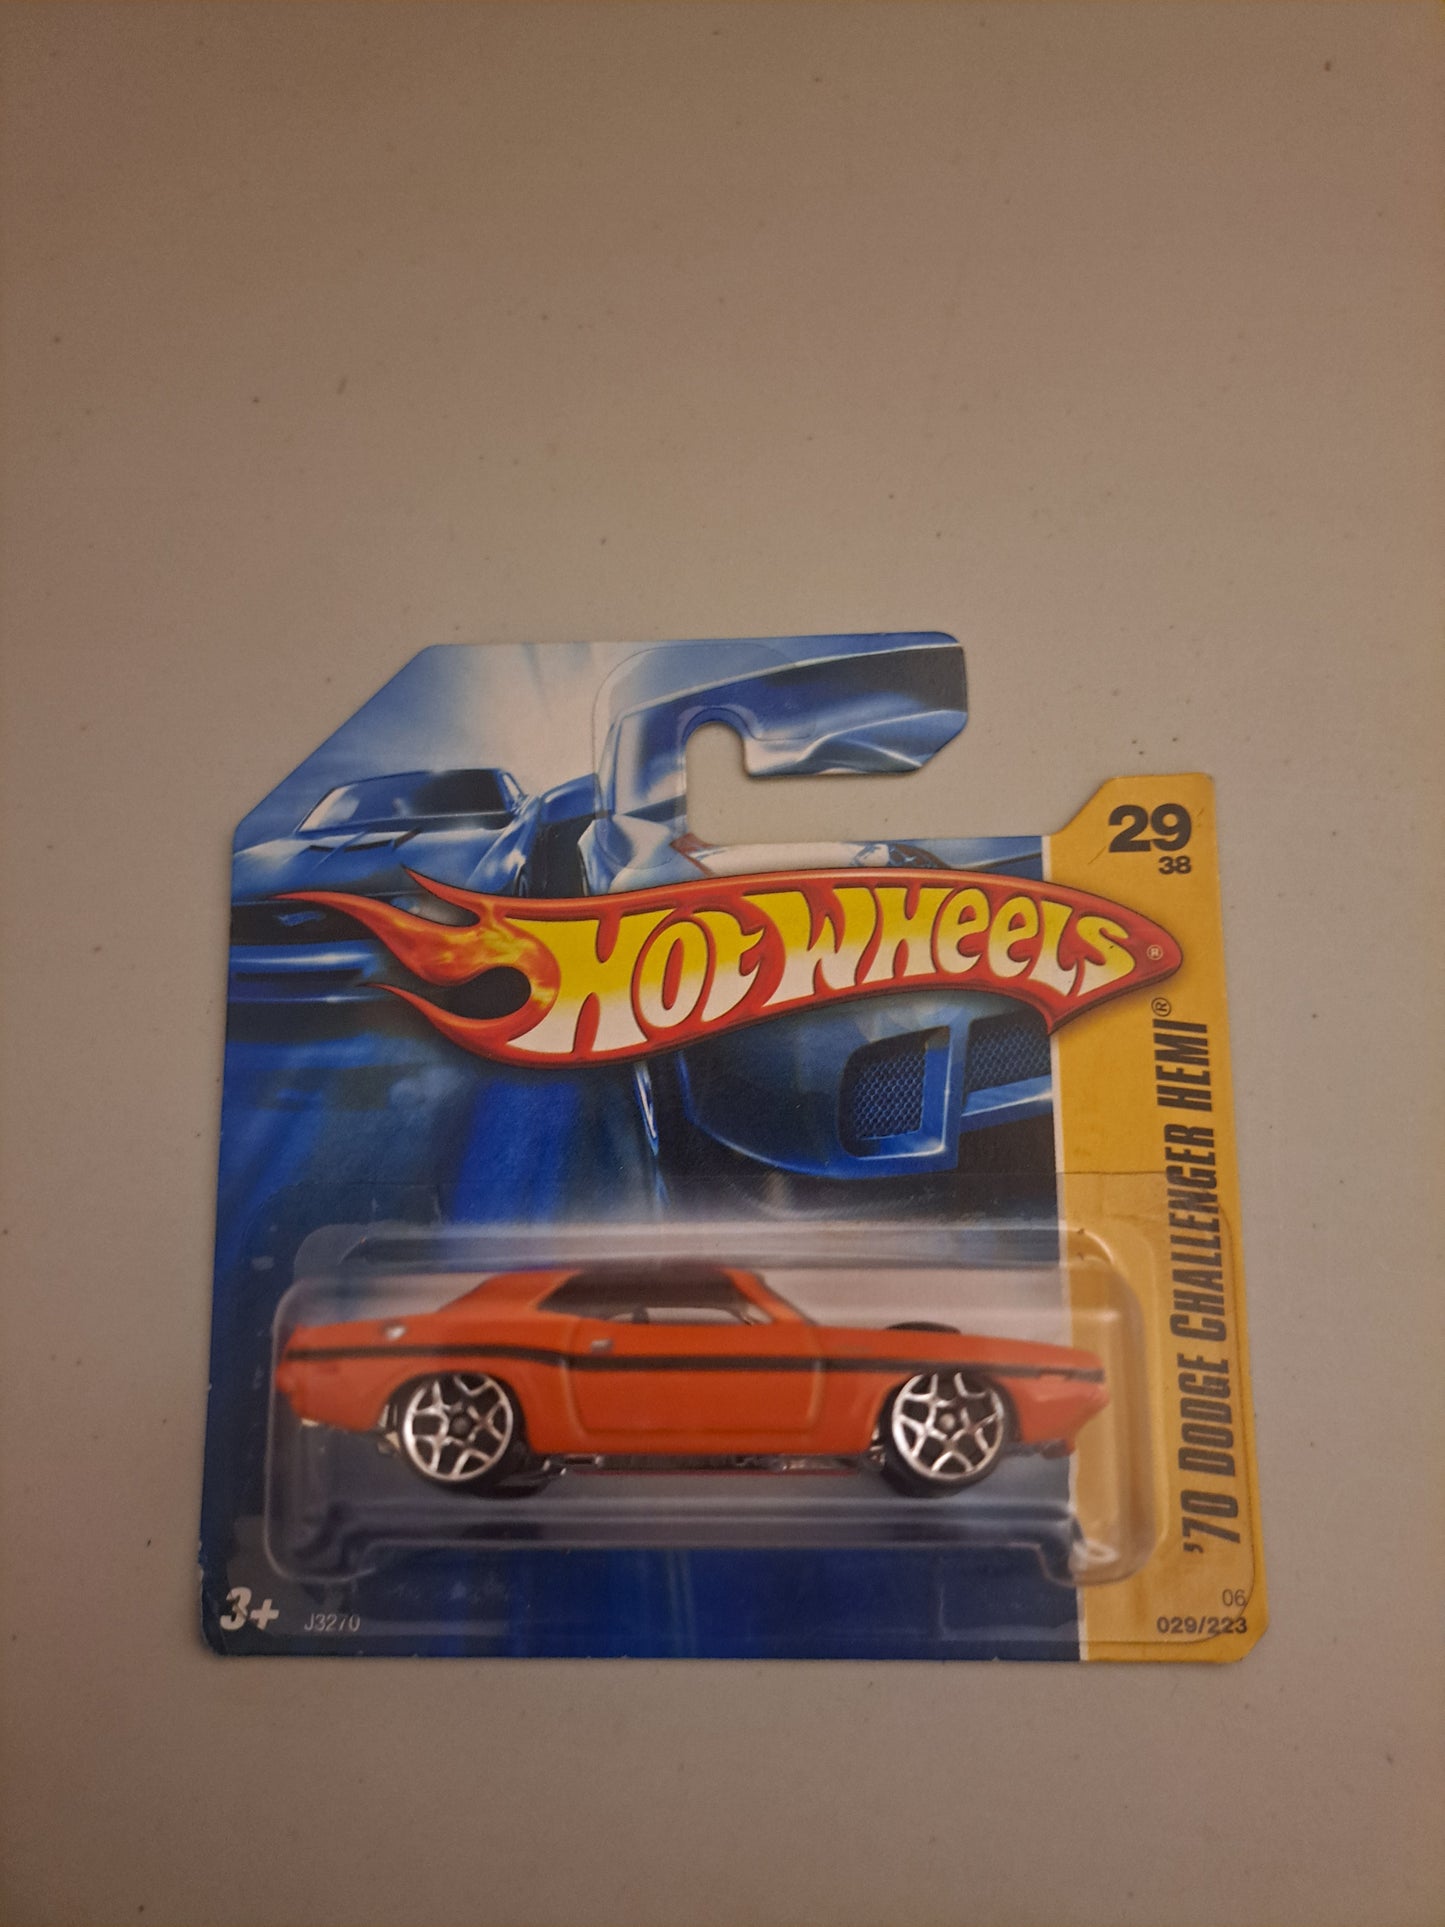 29
38
HOT WHEELS®
'70 DODGE CHALLENGER HEMI®
3+
J3270
06
029/223